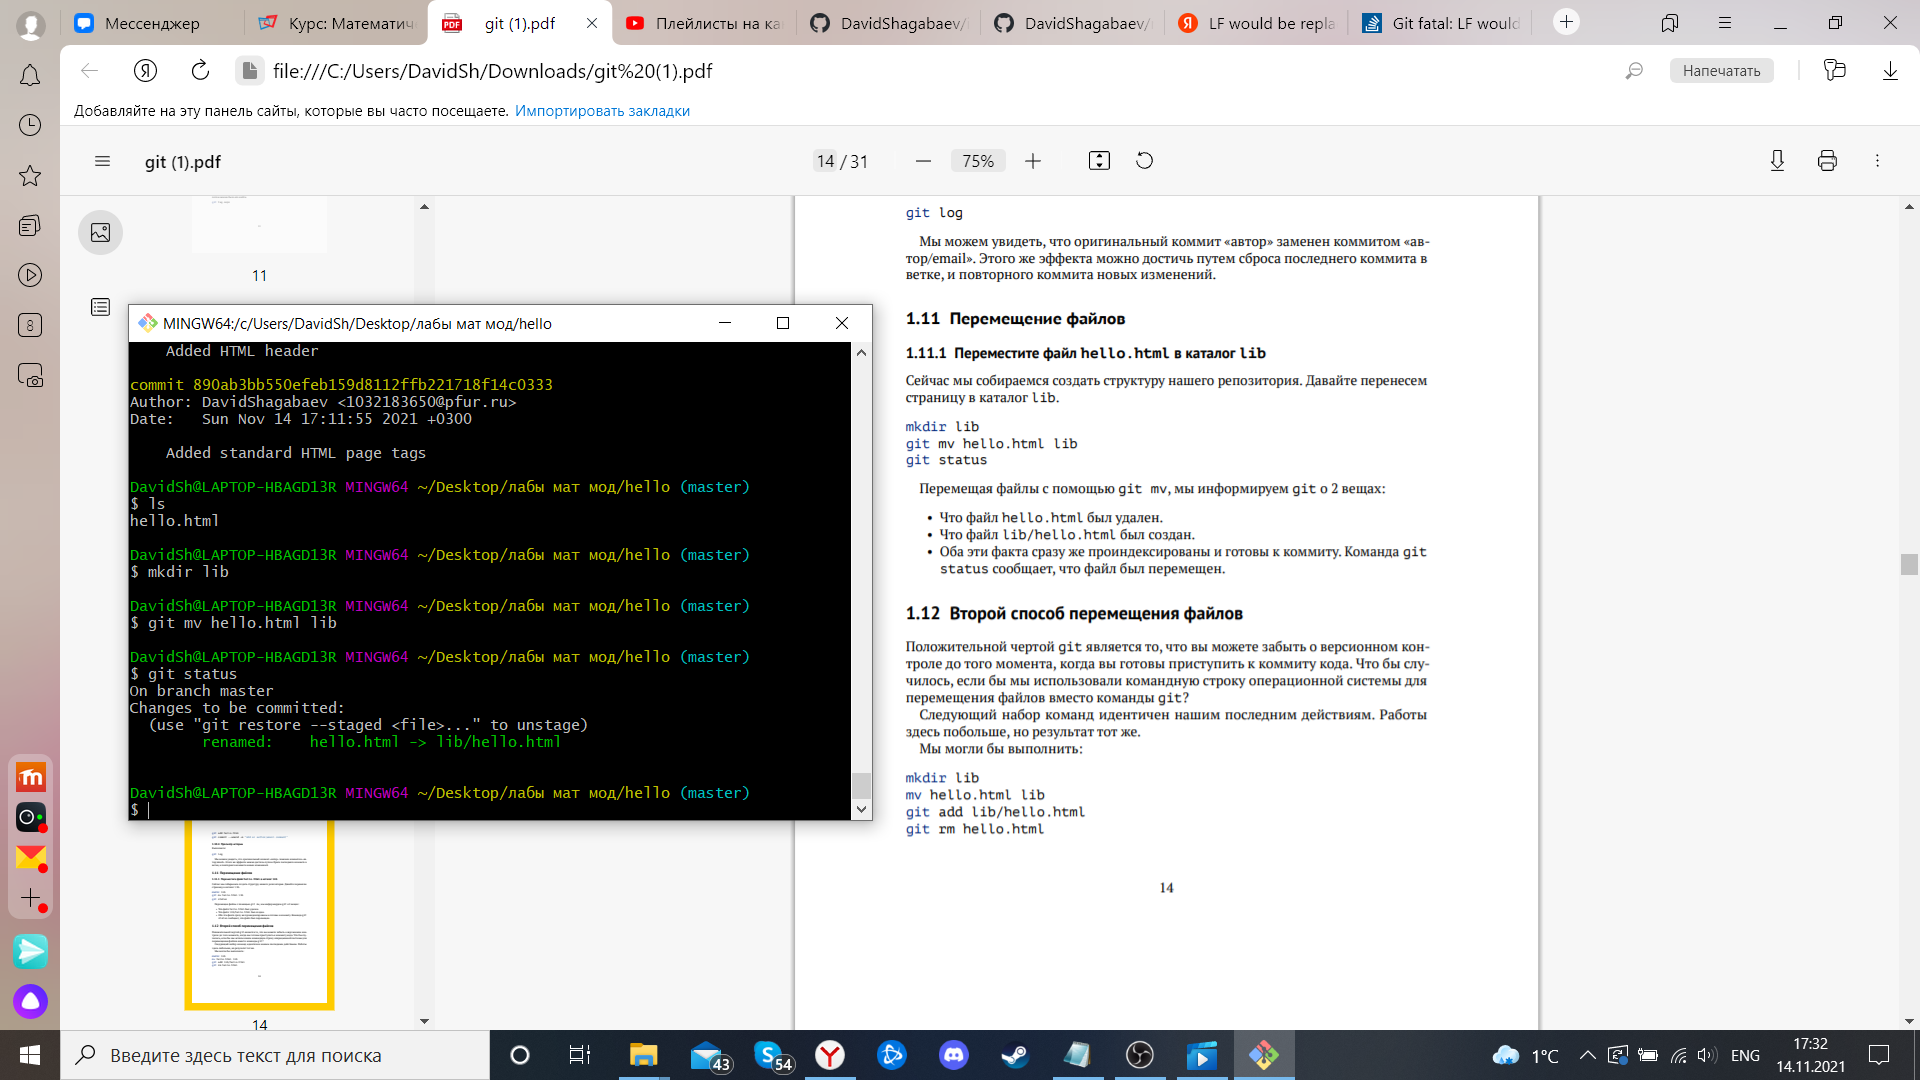 Мессенджер
Курс: Математич
git (1).pdf
Плейлисты на ка
DavidShagabaev/
DavidShagabaev/
LF would be repla
Git fatal: LF would
file:///C:/Users/DavidSh/Downloads/git%20(1).pdf
Напечатать
Добавляйте на эту панель сайты, которые вы часто посещаете. Импортировать закладки
git (1).pdf
14 / 31
75%
8
11
14
git log
Мы можем увидеть, что оригинальный коммит «автор» заменен коммитом «ав-
тор/email». Этого же эффекта можно достичь путем сброса последнего коммита в
ветке, и повторного коммита новых изменений.
1.11 Перемещение файлов
1.11.1 Переместите файл hello.html в каталог lib
Сейчас мы собираемся создать структуру нашего репозитория. Давайте перенесем
страницу в каталог lib.
mkdir lib
git mv hello.html lib
git status
Перемещая файлы с помощью git mv, мы информируем git о 2 вещах:
• Что файл hello.html был удален.
• Что файл lib/hello.html был создан.
• Оба эти факта сразу же проиндексированы и готовы к коммиту. Команда git
status сообщает, что файл был перемещен.
1.12 Второй способ перемещения файлов
Положительной чертой git является то, что вы можете забыть о версионном кон-
троле до того момента, когда вы готовы приступить к коммиту кода. Что бы слу-
чилось, если бы мы использовали командную строку операционной системы для
перемещения файлов вместо команды git?
Следующий набор команд идентичен нашим последним действиям. Работы
здесь побольше, но результат тот же.
Мы могли бы выполнить:
mkdir lib
mv hello.html lib
git add lib/hello.html
git rm hello.html
14
MINGW64:/c/Users/DavidSh/Desktop/лабы мат мод/hello
Added HTML header
commit 890ab3bb550efeb159d8112ffb221718f14c0333
Author: DavidShagabaev <1032183650@pfur.ru>
Date:   Sun Nov 14 17:11:55 2021 +0300
Added standard HTML page tags
DavidSh@LAPTOP-HBAGD13R MINGW64 ~/Desktop/лабы мат мод/hello (master)
$ ls
hello.html
DavidSh@LAPTOP-HBAGD13R MINGW64 ~/Desktop/лабы мат мод/hello (master)
$ mkdir lib
DavidSh@LAPTOP-HBAGD13R MINGW64 ~/Desktop/лабы мат мод/hello (master)
$ git mv hello.html lib
DavidSh@LAPTOP-HBAGD13R MINGW64 ~/Desktop/лабы мат мод/hello (master)
$ git status
On branch master
Changes to be committed:
(use "git restore --staged <file>..." to unstage)
renamed:    hello.html -> lib/hello.html
DavidSh@LAPTOP-HBAGD13R MINGW64 ~/Desktop/лабы мат мод/hello (master)
$
Введите здесь текст для поиска
43
54
1°C
ENG
17:32
14.11.2021